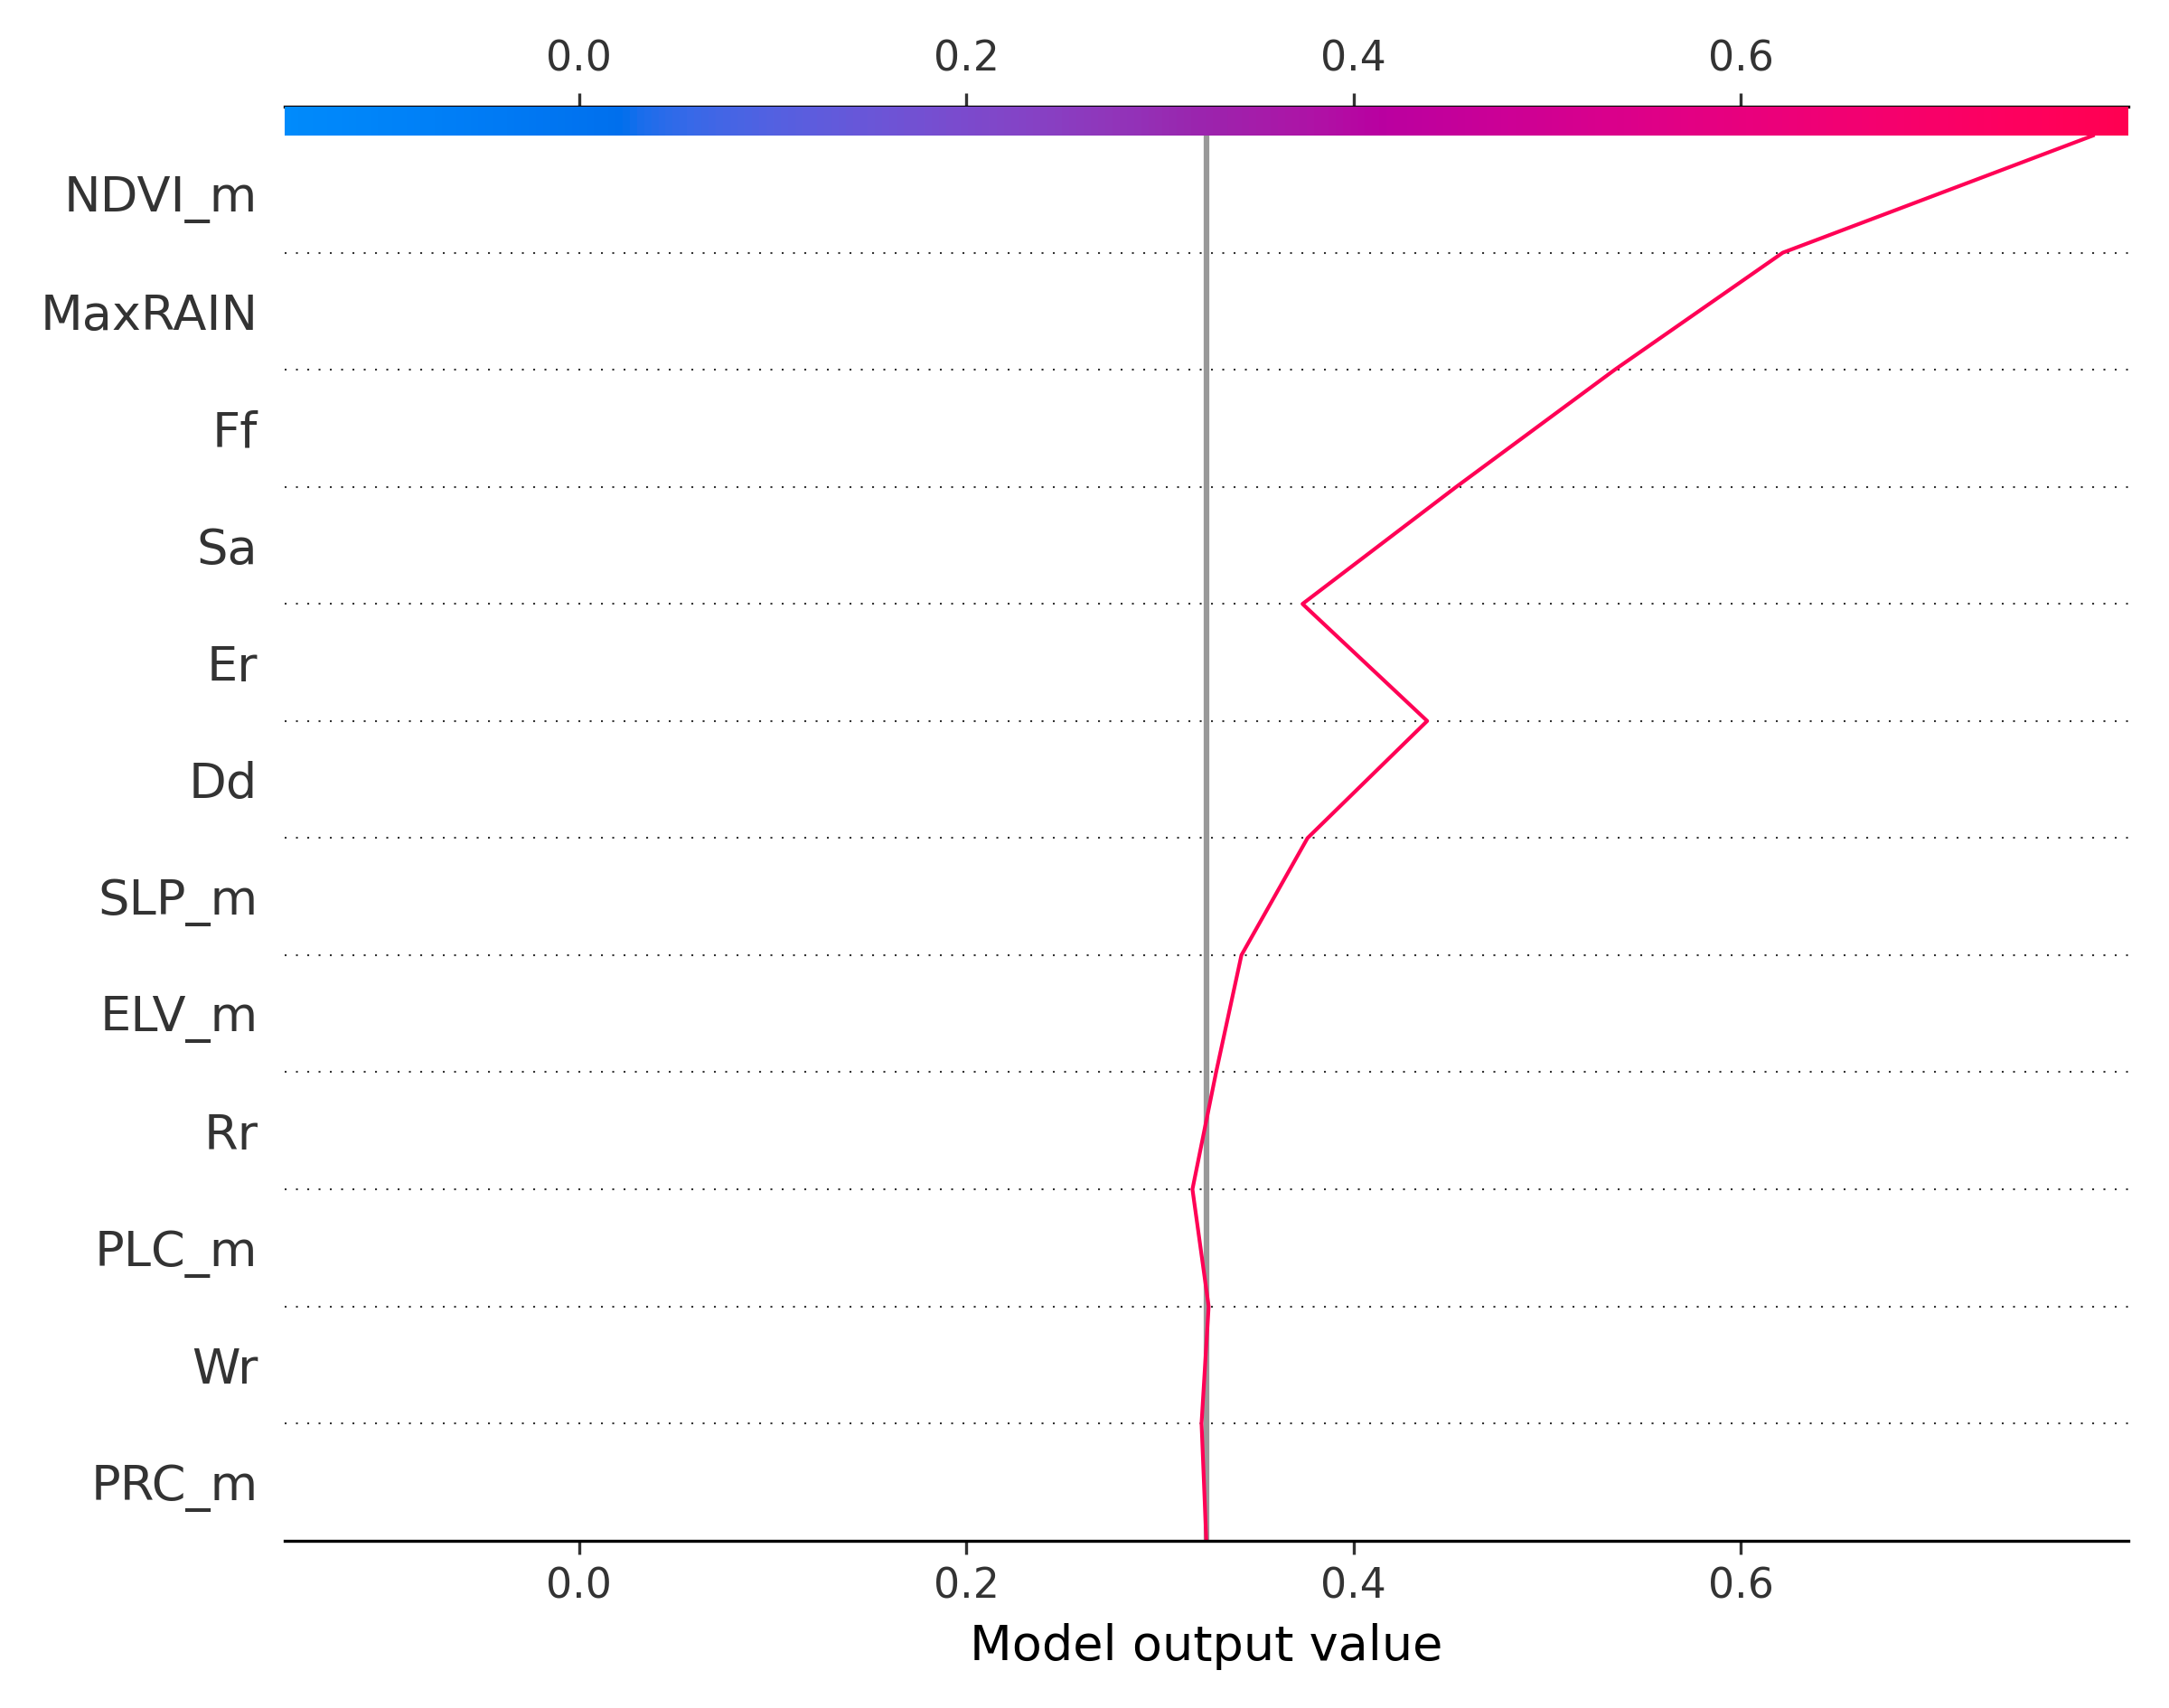 0.0 0.2 0.4 0.6
NDVI_m
MaxRAIN
Ff
Sa
Er
Dd
SLP_m
ELV_m
Rr
PLC_m
Wr
PRC_m
0.0 0.2 0.4 0.6
Model output value